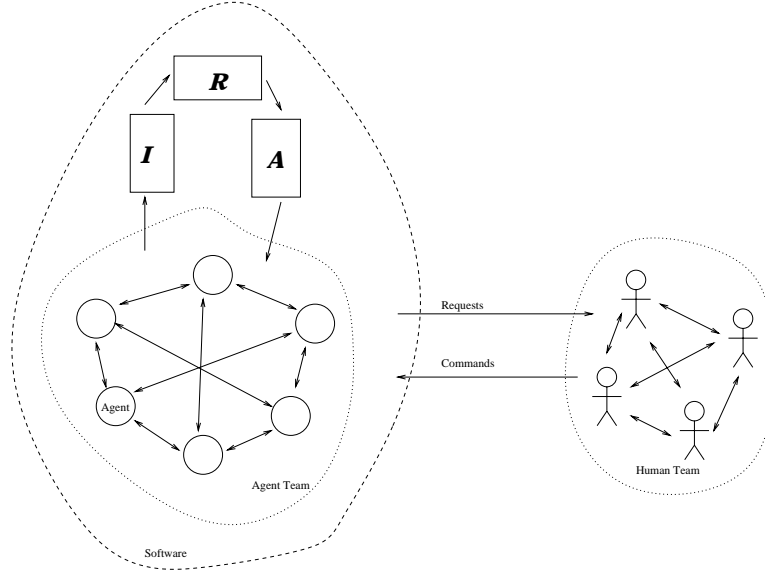 R
I
A
Requests
Commands
Agent
Agent Team
Human Team
Software